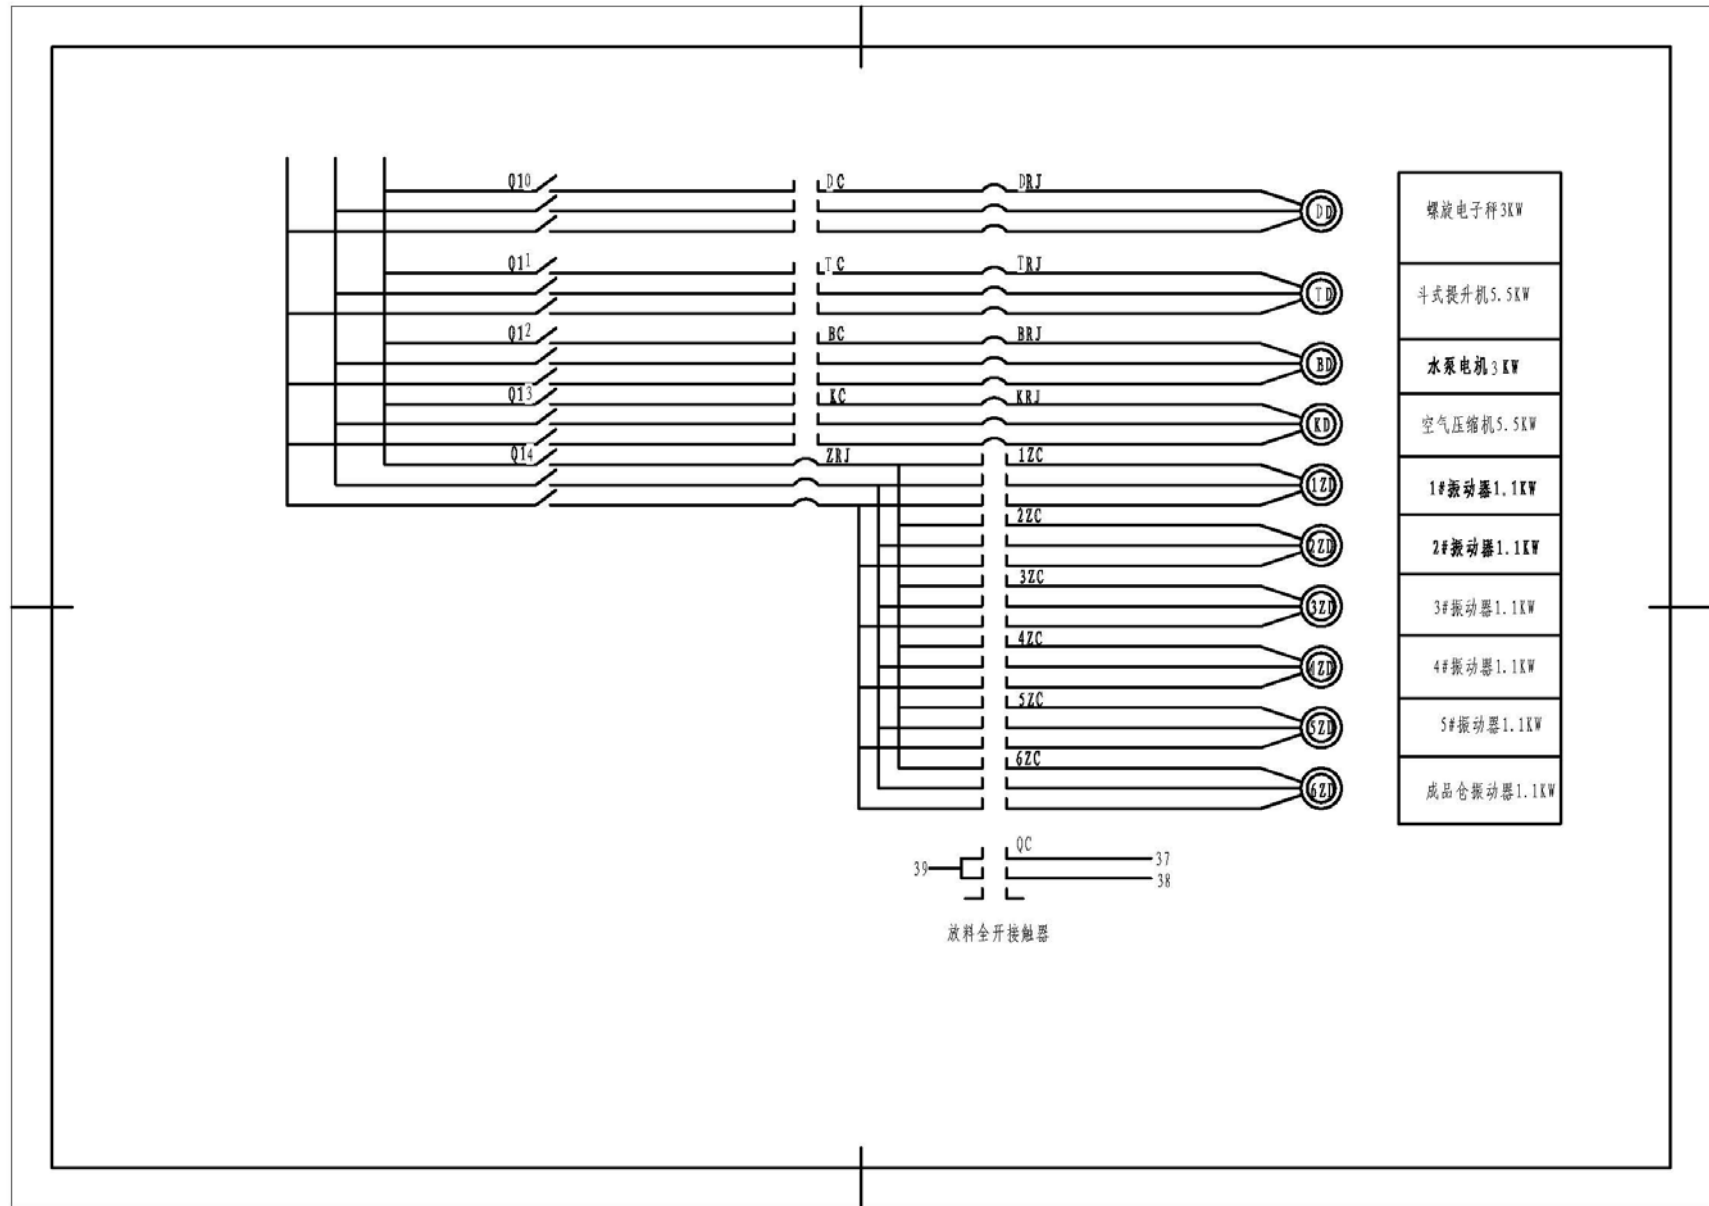 Q10 DC DRJ DD 螺旋电子秤3KW
Q11 TC TRJ TD 斗式提升机5.5KW
Q12 BC BRJ BD 水泵电机3KW
Q13 KC KRJ KD 空气压缩机5.5KW
Q14 ZRJ 1ZC 1ZD 1#振动器1.1KW
2ZC 2ZD 2#振动器1.1KW
3ZC 3ZD 3#振动器1.1KW
4ZC 4ZD 4#振动器1.1KW
5ZC 5ZD 5#振动器1.1KW
6ZC 6ZD 成品仓振动器1.1KW
QC
39 37
38
放料全开接触器